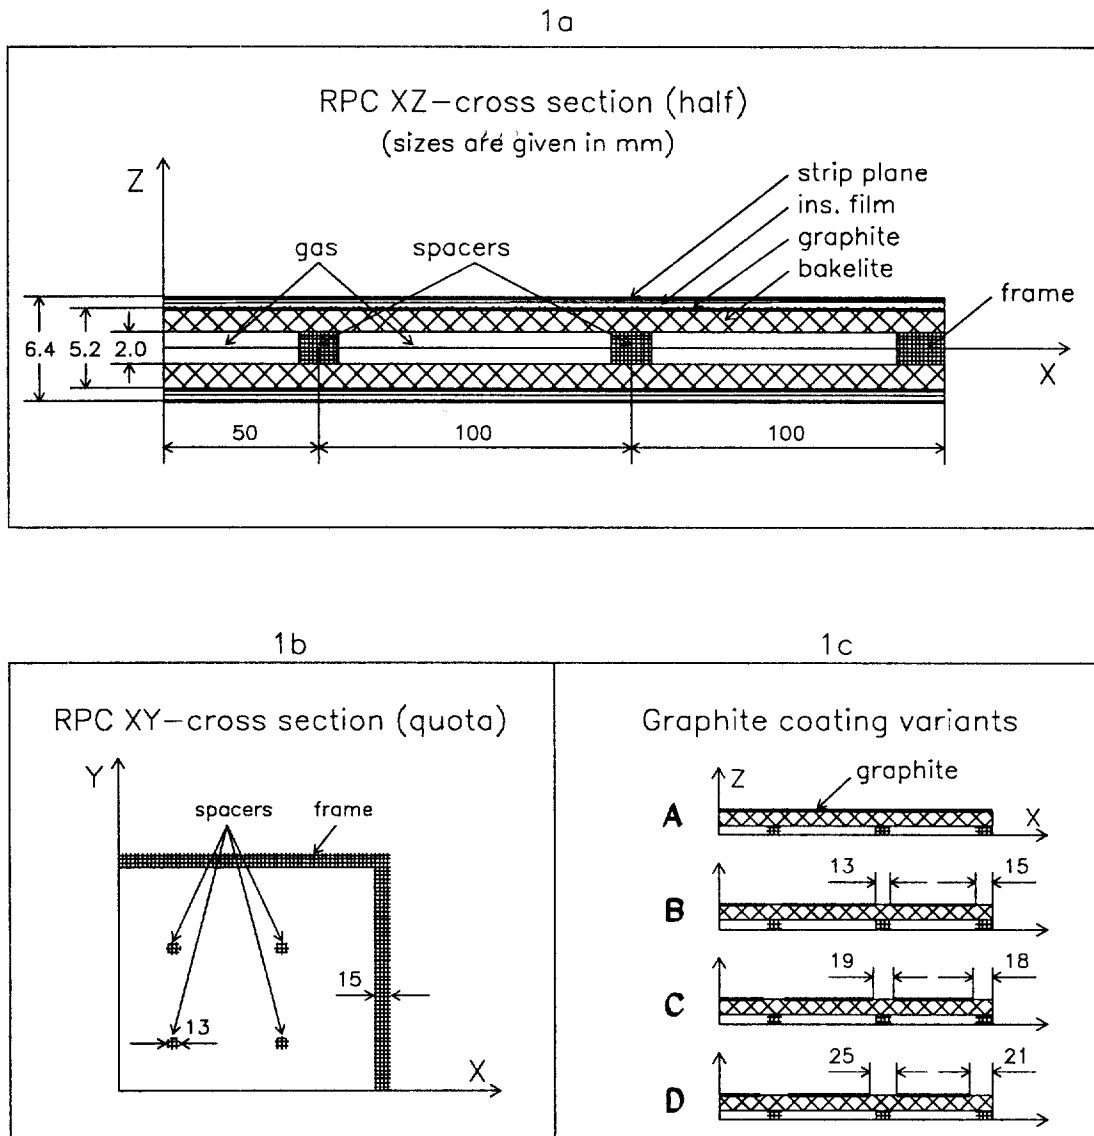 1a
RPC XZ-cross section (half)
(sizes are given in mm)
Z
strip plane
ins. film
gas
spacers
graphite
bakelite
frame
6.4
5.2
2.0
X
50
100
100
1b
1c
RPC XY-cross section (quota)
Graphite coating variants
Y
spacers
frame
15
13
X
graphite
Z
A
X
13
15
B
19
18
C
25
21
D